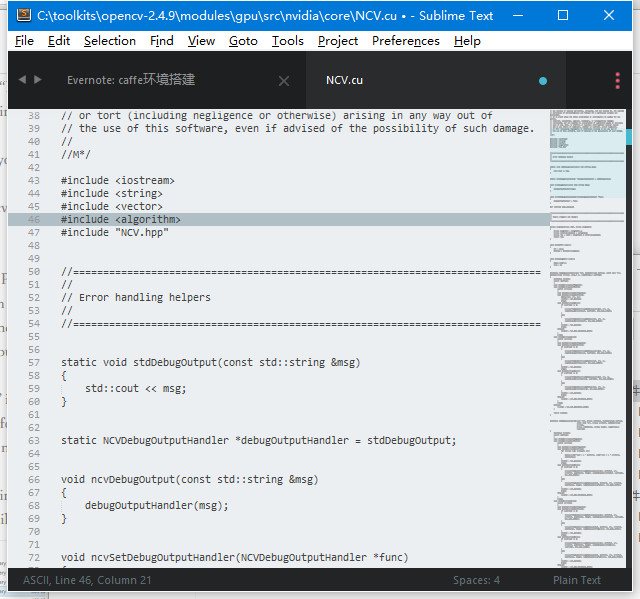 C:\toolkits\opencv-2.4.9\modules\gpu\src\nvidia\core\NCV.cu • - Sublime Text
File Edit Selection Find View Goto Tools Project Preferences Help
Evernote: caffe环境搭建 NCV.cu
38 // or tort (including negligence or otherwise) arising in any way out of
39 // the use of this software, even if advised of the possibility of such damage.
40 //
41 //M*/
42
43 #include <iostream>
44 #include <string>
45 #include <vector>
46 #include <algorithm>
47 #include "NCV.hpp"
48
49
50 //==============================================================================
51 //
52 // Error handling helpers
53 //
54 //==============================================================================
55
56
57 static void stdDebugOutput(const std::string &msg)
58 {
59 std::cout << msg;
60 }
61
62
63 static NCVDebugOutputHandler *debugOutputHandler = stdDebugOutput;
64
65
66 void ncvDebugOutput(const std::string &msg)
67 {
68 debugOutputHandler(msg);
69 }
70
71
72 void ncvSetDebugOutputHandler(NCVDebugOutputHandler *func)
ASCII, Line 46, Column 21 Spaces: 4 Plain Text